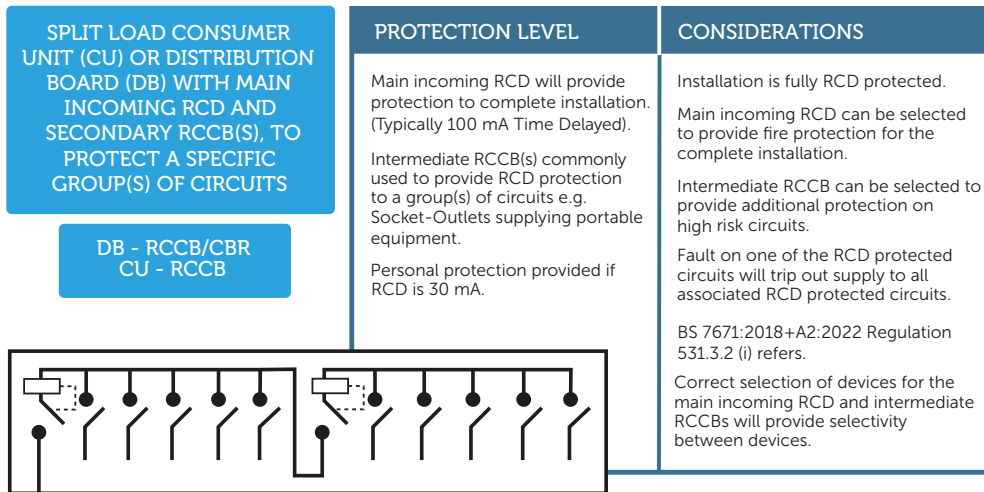 SPLIT LOAD CONSUMER
UNIT (CU) OR DISTRIBUTION
BOARD (DB) WITH MAIN
INCOMING RCD AND
SECONDARY RCCB(S), TO
PROTECT A SPECIFIC
GROUP(S) OF CIRCUITS
DB - RCCB/CBR
CU - RCCB
PROTECTION LEVEL
Main incoming RCD will provide
protection to complete installation.
(Typically 100 mA Time Delayed).
Intermediate RCCB(s) commonly
used to provide RCD protection
to a group(s) of circuits e.g.
Socket-Outlets supplying portable
equipment.
Personal protection provided if
RCD is 30 mA.
CONSIDERATIONS
Installation is fully RCD protected.
Main incoming RCD can be selected
to provide fire protection for the
complete installation.
Intermediate RCCB can be selected to
provide additional protection on
high risk circuits.
Fault on one of the RCD protected
circuits will trip out supply to all
associated RCD protected circuits.
BS 7671:2018+A2:2022 Regulation
531.3.2 (i) refers.
Correct selection of devices for the
main incoming RCD and intermediate
RCCBs will provide selectivity
between devices.